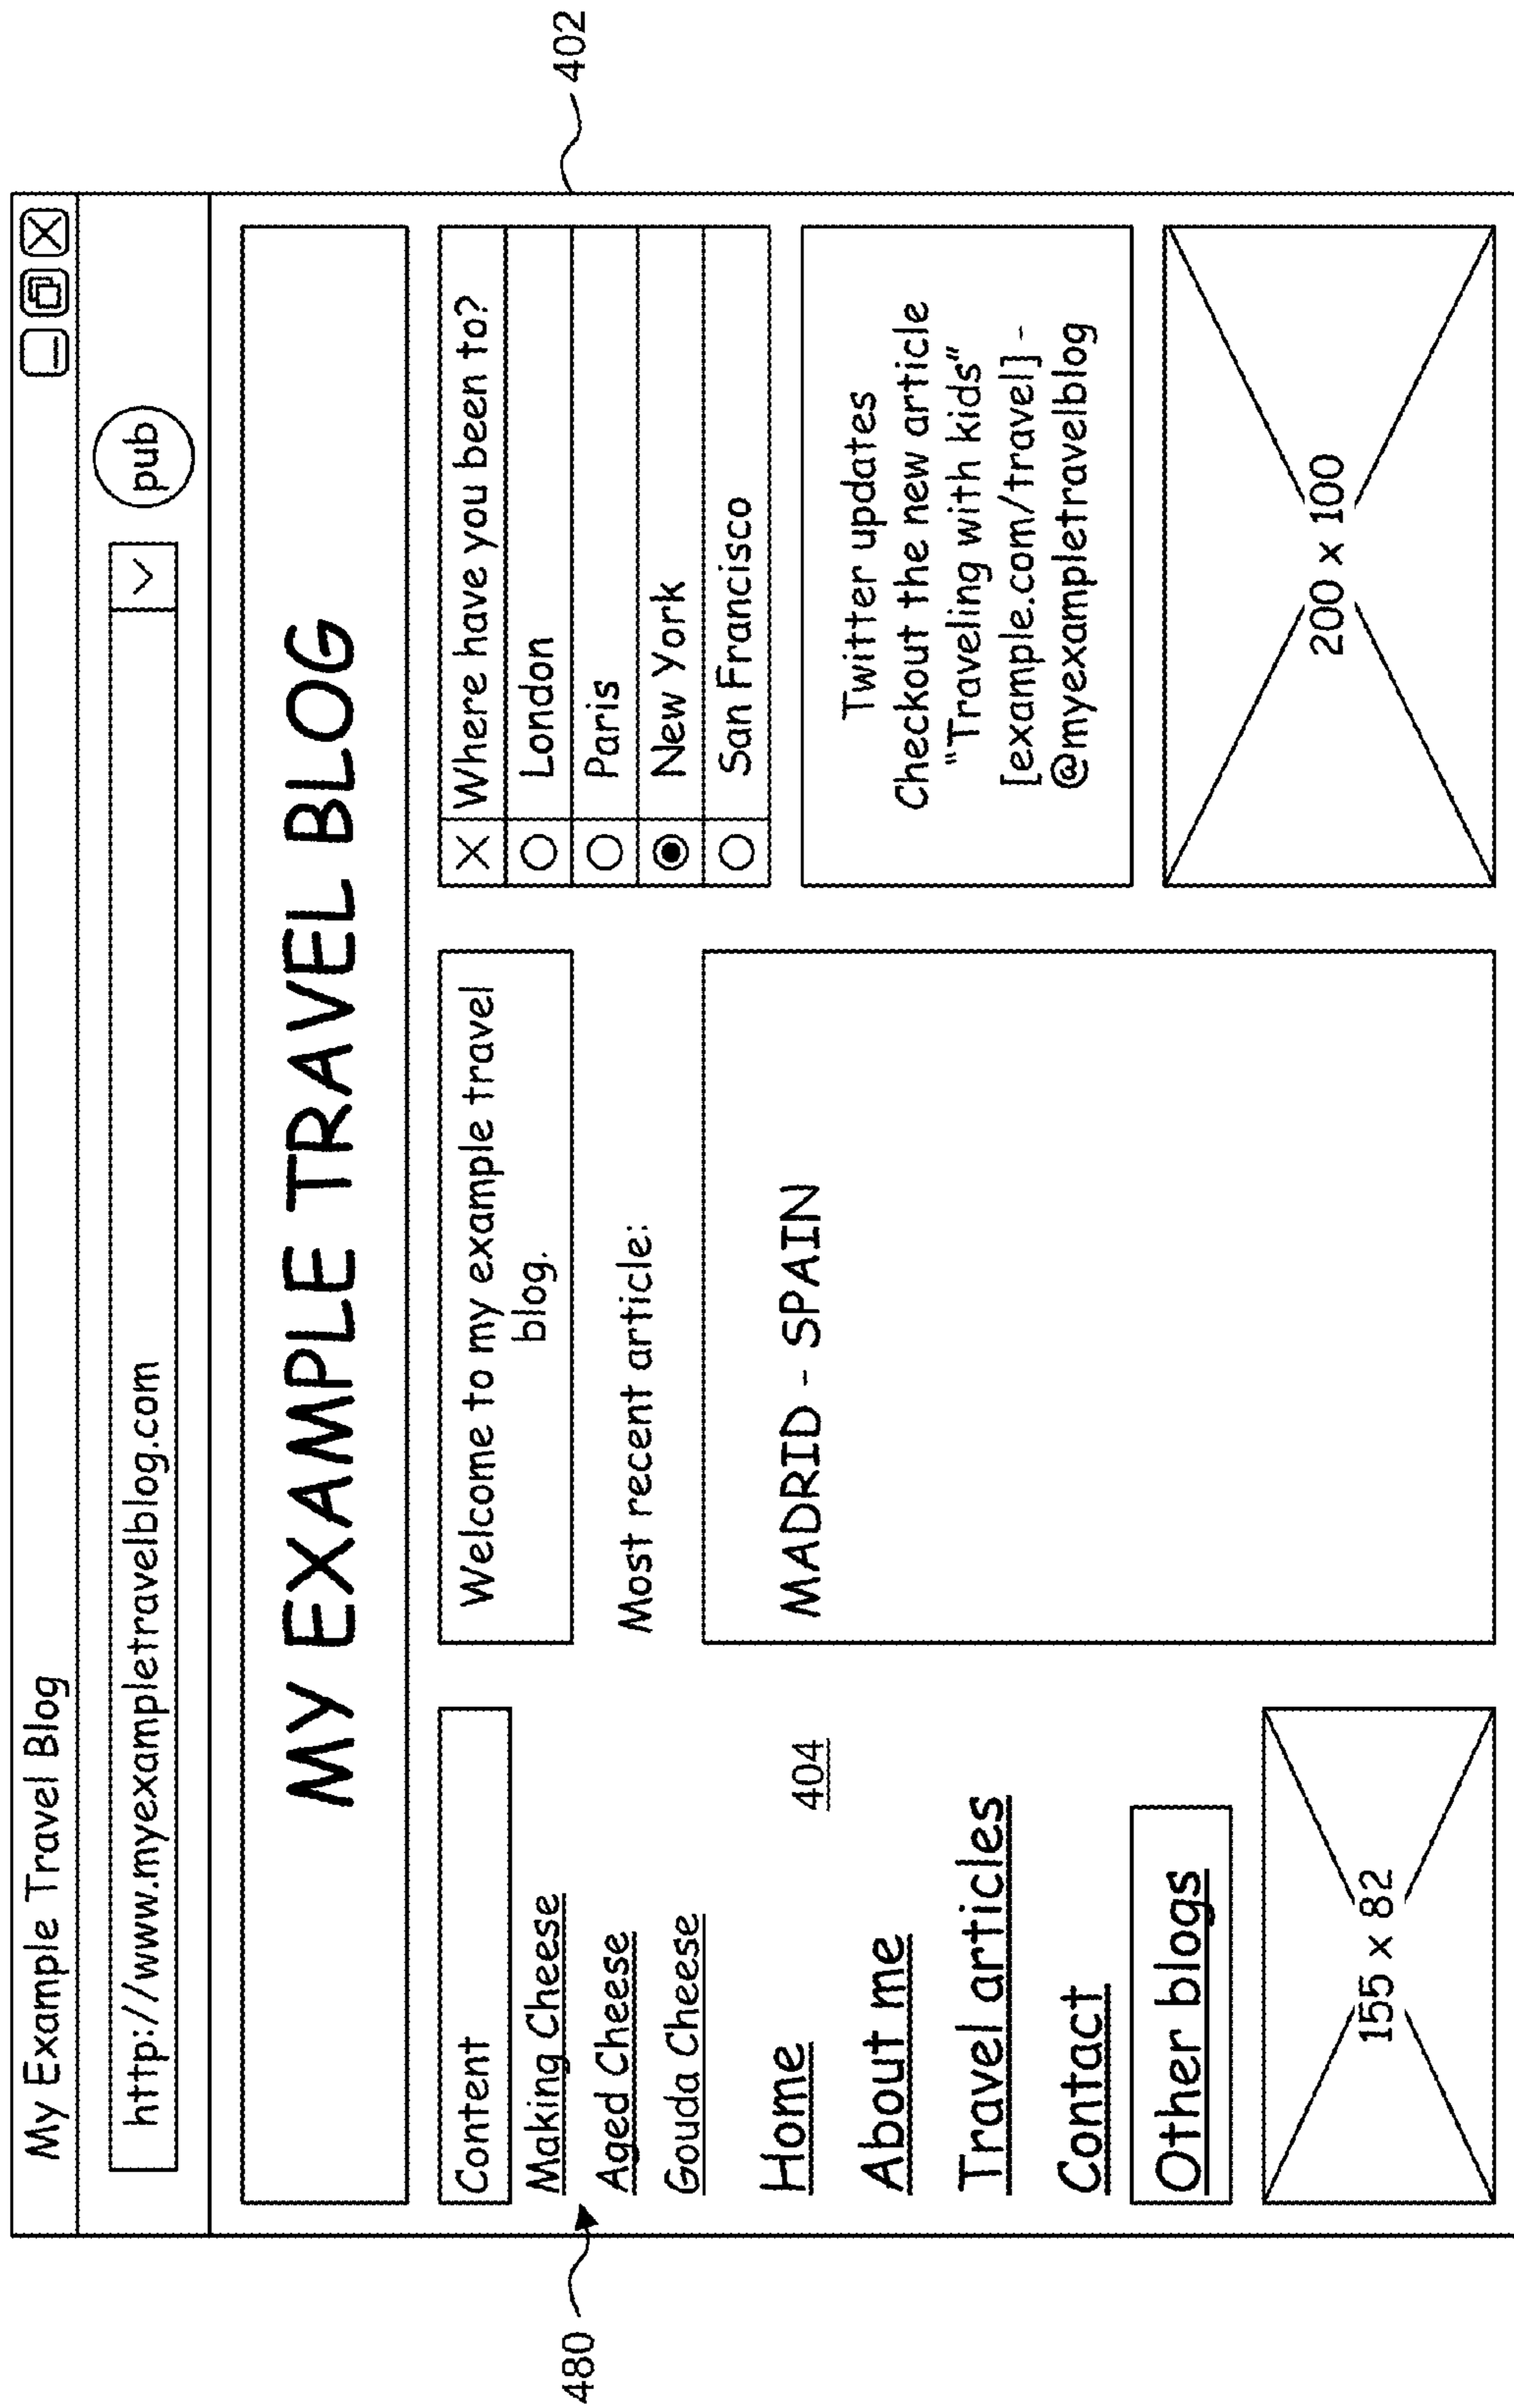 My Example Travel Blog
http://www.myexampletravelblog.com
pub
MY EXAMPLE TRAVEL BLOG
402
480
Content
Making Cheese
Aged Cheese
Gouda Cheese
404
Home
About me
Travel articles
Contact
Other blogs
155 x 82
Welcome to my example travel
blog.
Most recent article:
MADRID - SPAIN
Where have you been to?
London
Paris
New York
San Francisco
Twitter updates
Checkout the new article
"Traveling with kids"
[example.com/travel] -
@myexampletravelblog
200 x 100